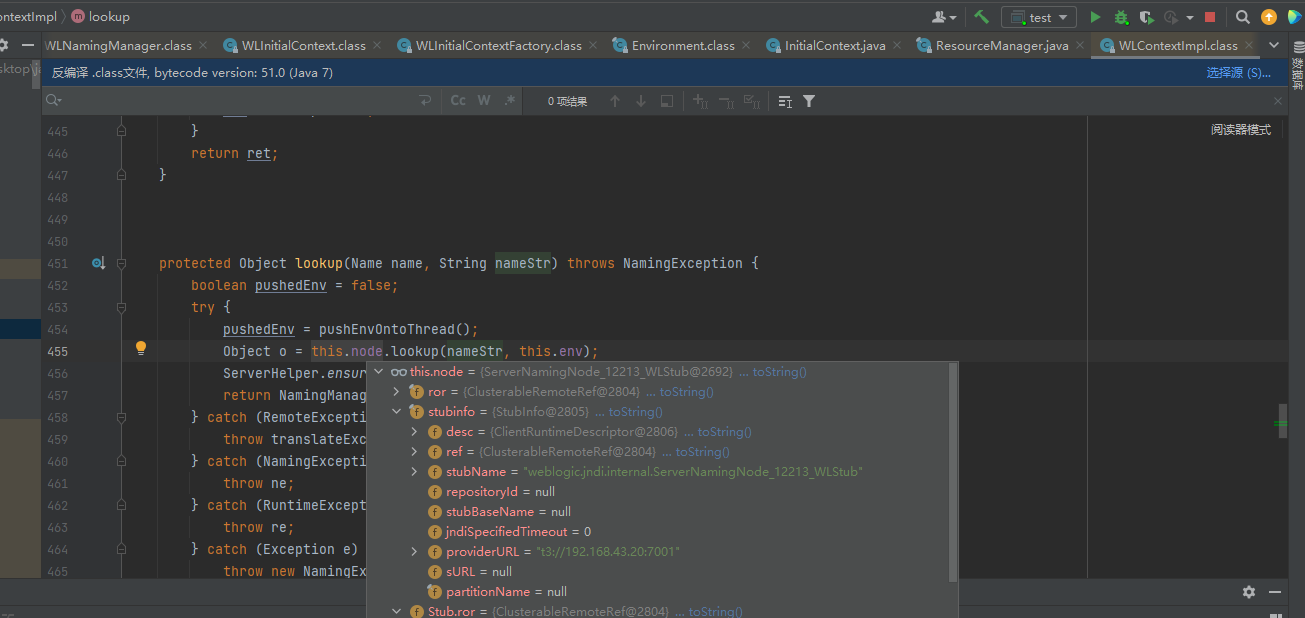 ontextImpl lookup test
WLNamingManager.class WLInitialContext.class WLInitialContextFactory.class Environment.class InitialContext.java ResourceManager.java WLContextImpl.class
反编译 .class文件, bytecode version: 51.0 (Java 7) 选择源 (S)...
数据库
Cc W .* 0 项结果
阅读器模式
445 }
446 return ret;
447 }
448
449
450
451 protected Object lookup(Name name, String nameStr) throws NamingException {
452 boolean pushedEnv = false;
453 try {
454 pushedEnv = pushEnvOntoThread();
455 Object o = this.node.lookup(nameStr, this.env);
456 ServerHelper.ensur
457 return NamingManag
458 } catch (RemoteExcepti
459 throw translateExc
460 } catch (NamingExcepti
461 throw ne;
462 } catch (RuntimeExcept
463 throw re;
464 } catch (Exception e)
465 throw new NamingEx
this.node = {ServerNamingNode_12213_WLStub@2692} ... toString()
ror = {ClusterableRemoteRef@2804} ... toString()
stubinfo = {StubInfo@2805} ... toString()
desc = {ClientRuntimeDescriptor@2806} ... toString()
ref = {ClusterableRemoteRef@2804} ... toString()
stubName = "weblogic.jndi.internal.ServerNamingNode_12213_WLStub"
repositoryId = null
stubBaseName = null
jndiSpecifiedTimeout = 0
providerURL = "t3://192.168.43.20:7001"
sURL = null
partitionName = null
Stub.ror = {ClusterableRemoteRef@2804} ... toString()